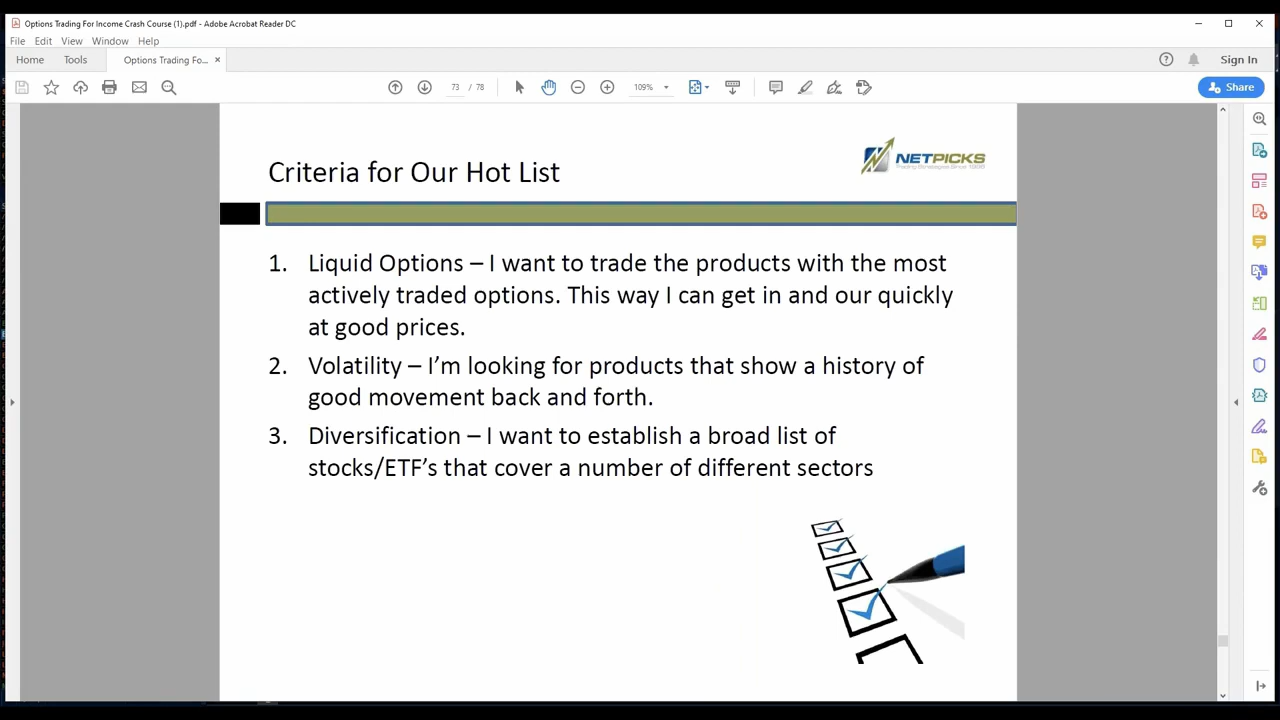 Options Trading For Income Crash Course (1).pdf - Adobe Acrobat Reader DC
File Edit View Window Help
Home Tools Options Trading Fo... Sign In
73 / 78 109% Share
NETPICKS
Trading Strategies Since 1996
Criteria for Our Hot List
1. Liquid Options – I want to trade the products with the most
actively traded options. This way I can get in and our quickly
at good prices.
2. Volatility – I’m looking for products that show a history of
good movement back and forth.
3. Diversification – I want to establish a broad list of
stocks/ETF’s that cover a number of different sectors